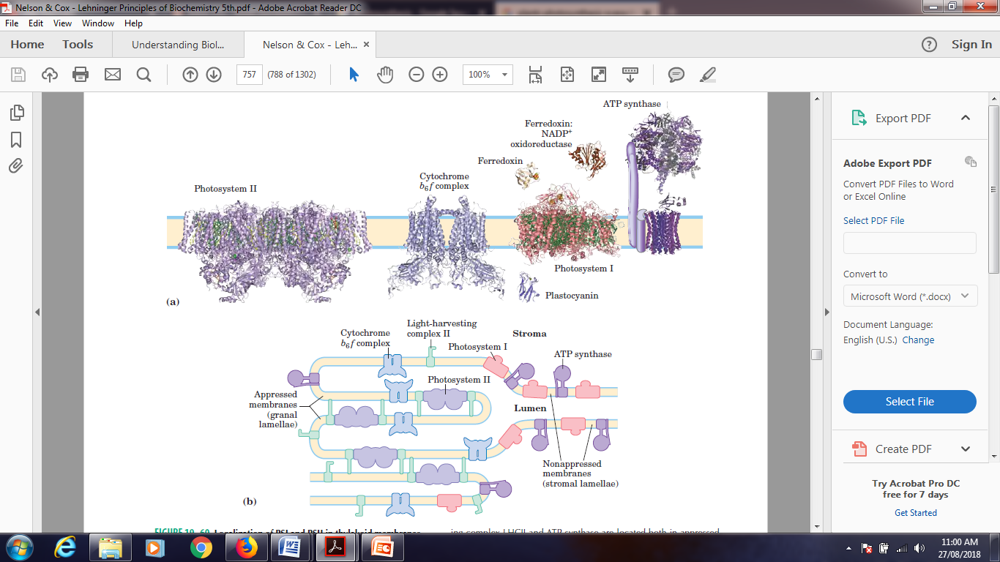 Nelson & Cox - Lehninger Principles of Biochemistry 5th.pdf - Adobe Acrobat Reader DC
File Edit View Window Help
Home Tools Understanding Biol... Nelson & Cox - Leh... × ? Sign In
757 (788 of 1302) 100%
ATP synthase
Ferredoxin:
NADP+
oxidoreductase
Ferredoxin
Cytochrome
b6f complex
Photosystem II
Photosystem I
Plastocyanin
(a)
Light-harvesting
complex II
Cytochrome
b6f complex
Photosystem I
Stroma
ATP synthase
Photosystem II
Appressed
membranes
(granal
lamellae)
Lumen
Nonappressed
membranes
(stromal lamellae)
(b)
FIGURE 19–60 Localization of PSI and PSII in thylakoid membranes.
ing complex LHCII and ATP synthase are located both in appressed
Export PDF
Adobe Export PDF
Convert PDF Files to Word
or Excel Online
Select PDF File
Convert to
Microsoft Word (*.docx)
Document Language:
English (U.S.) Change
Select File
Create PDF
Try Acrobat Pro DC
free for 7 days
Get Started
11:00 AM
27/08/2018